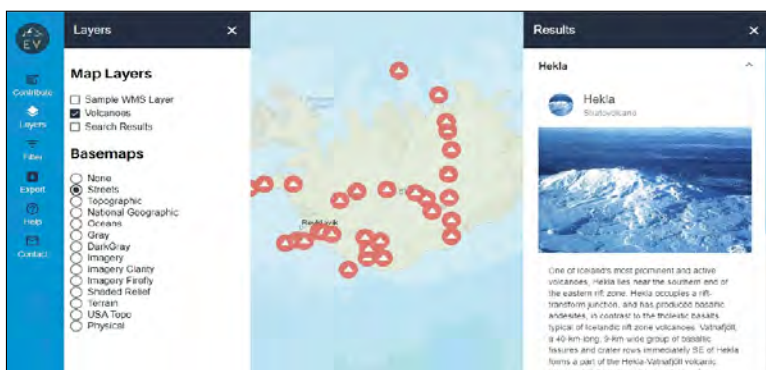 EV
Contribute
Layers
Filter
Export
Help
Contact
Layers
Map Layers
Sample WMS Layer
Volcanoes
Search Results
Basemaps
None
Streets
Topographic
National Geographic
Oceans
Gray
DarkGray
Imagery
Imagery Clarity
Imagery Firefly
Shaded Relief
Terrain
USA Topo
Physical
Reykjavik
Results
Hekla
Hekla
Stratovolcano
One of Iceland's most prominent and active
volcanoes, Hekla lies near the southern end of
the eastern rift zone. Hekla occupies a rift-
transform junction, and has produced basaltic
andesites, in contrast to the tholeiitic basalts
typical of Icelandic rift zone volcanoes. Vatnafjöll,
a 40-km-long, 9-km-wide group of basaltic
fissures and crater rows immediately SE of Hekla
forms a part of the Hekla-Vatnafjöll volcanic